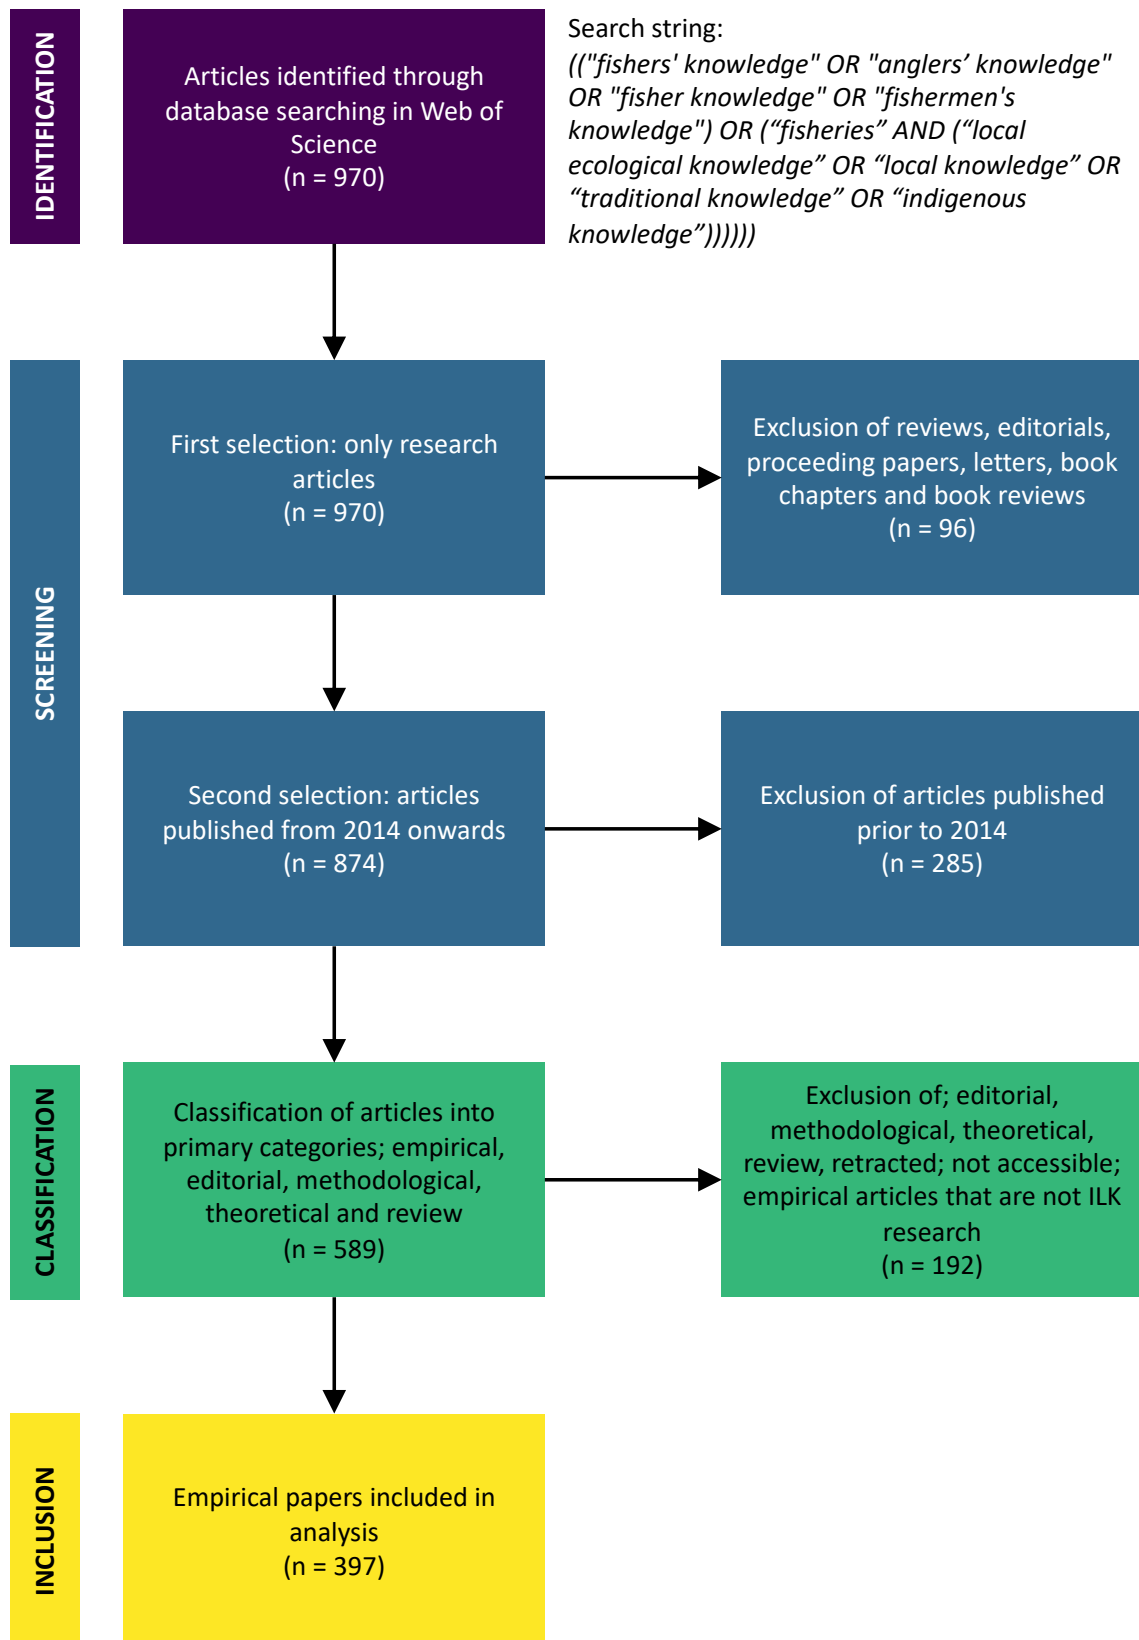 IDENTIFICATION
Articles identified through
database searching in Web of
Science
(n = 970)
Search string:
(("fishers' knowledge" OR "anglers’ knowledge"
OR "fisher knowledge" OR "fishermen's
knowledge") OR (“fisheries” AND (“local
ecological knowledge” OR “local knowledge” OR
“traditional knowledge” OR “indigenous
knowledge”))))))
SCREENING
First selection: only research
articles
(n = 970)
Exclusion of reviews, editorials,
proceeding papers, letters, book
chapters and book reviews
(n = 96)
Second selection: articles
published from 2014 onwards
(n = 874)
Exclusion of articles published
prior to 2014
(n = 285)
CLASSIFICATION
Classification of articles into
primary categories; empirical,
editorial, methodological,
theoretical and review
(n = 589)
Exclusion of; editorial,
methodological, theoretical,
review, retracted; not accessible;
empirical articles that are not ILK
research
(n = 192)
INCLUSION
Empirical papers included in
analysis
(n = 397)